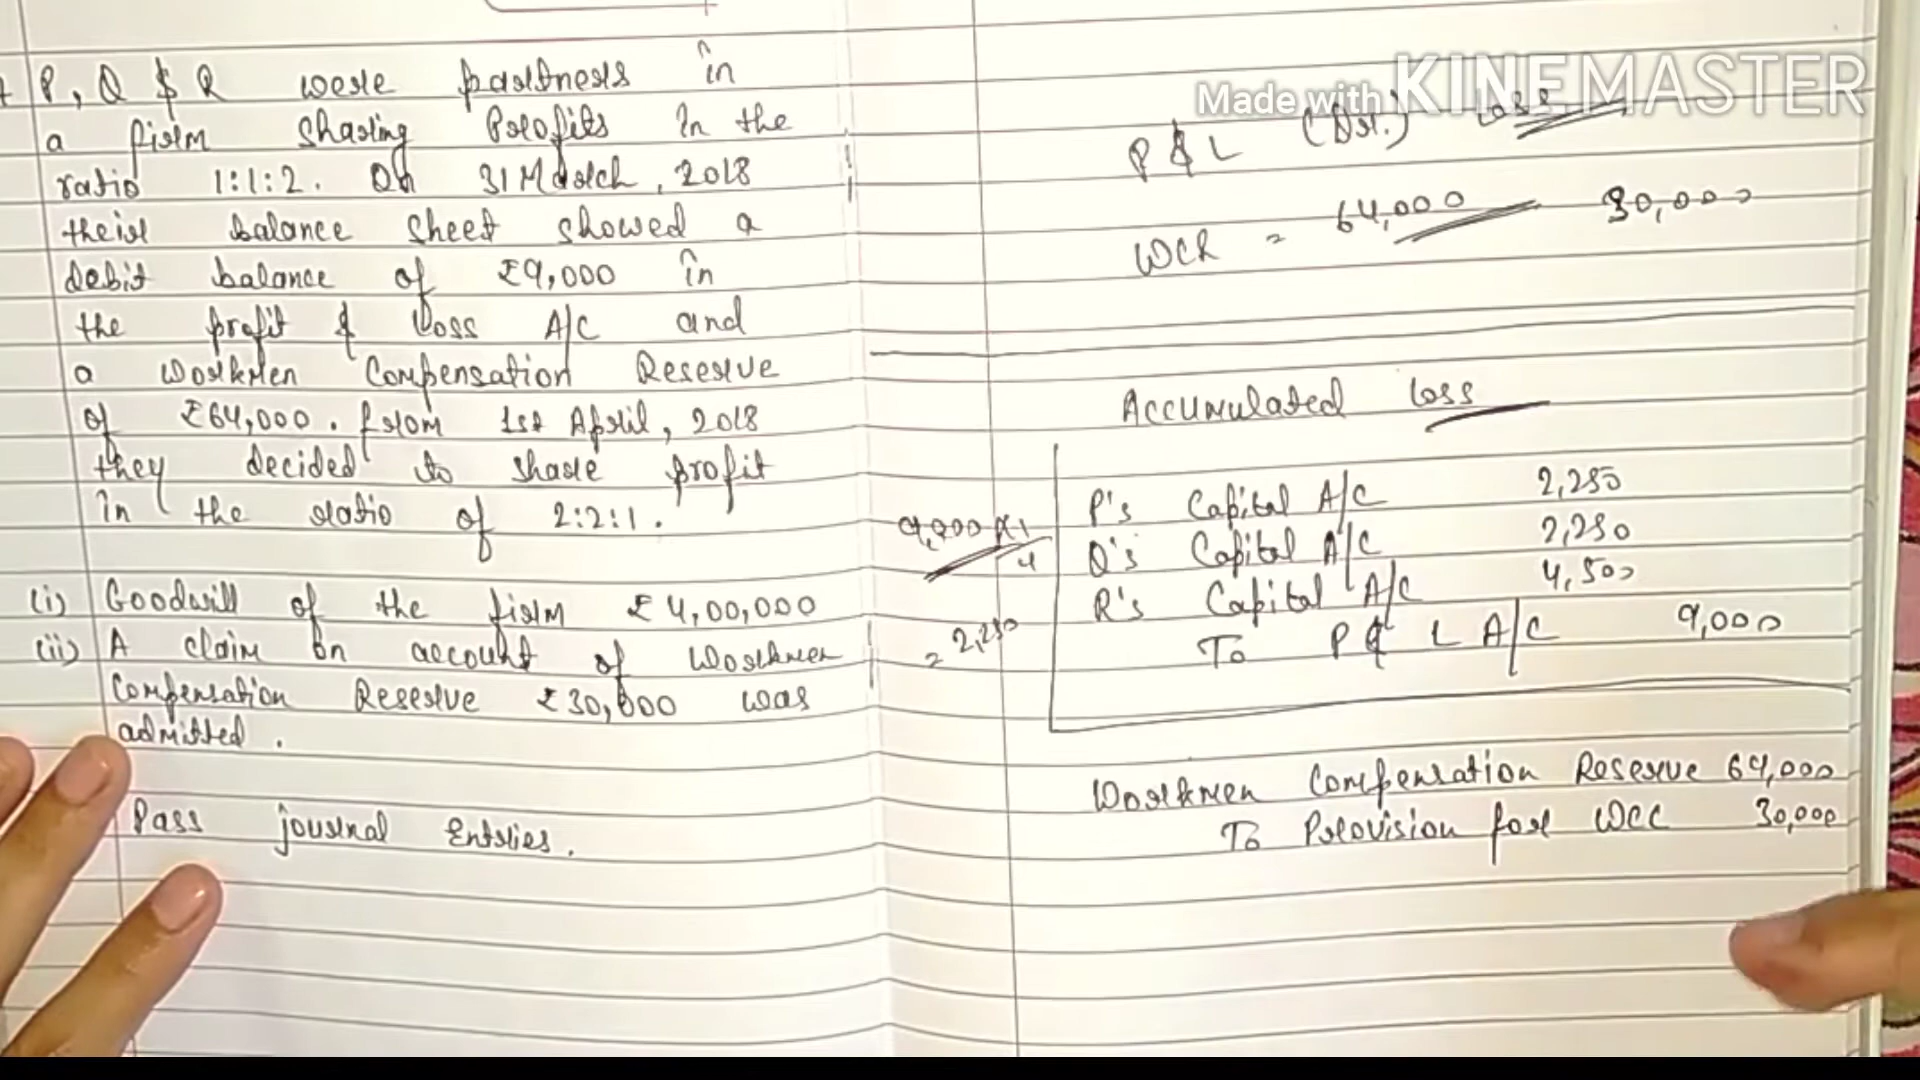 P, Q & R were partners in
a firm sharing Profits In the
ratio 1:1:2. On 31 March, 2018
their balance sheet showed a
debit balance of ₹9,000 in
the profit & loss A/C and
a Workmen Compensation Reserve
of ₹64,000. from 1st April, 2018
they decided to share profit
in the ratio of 2:2:1.
(i) Goodwill of the firm ₹4,00,000
(ii) A claim on account of Workmen
Compensation Reserve ₹30,000 was
admitted.
Pass journal Entries.
Made with KINEMASTER
P & L (Dr.) Loss
WCR = 64,000 30,000
Accumulated loss
9,000 x 1
4
= 2,250
P's Capital A/C 2,250
Q's Capital A/C 2,250
R's Capital A/C 4,500
To P & L A/C 9,000
Workmen Compensation Reserve 64,000
To Provision for WCC 30,000